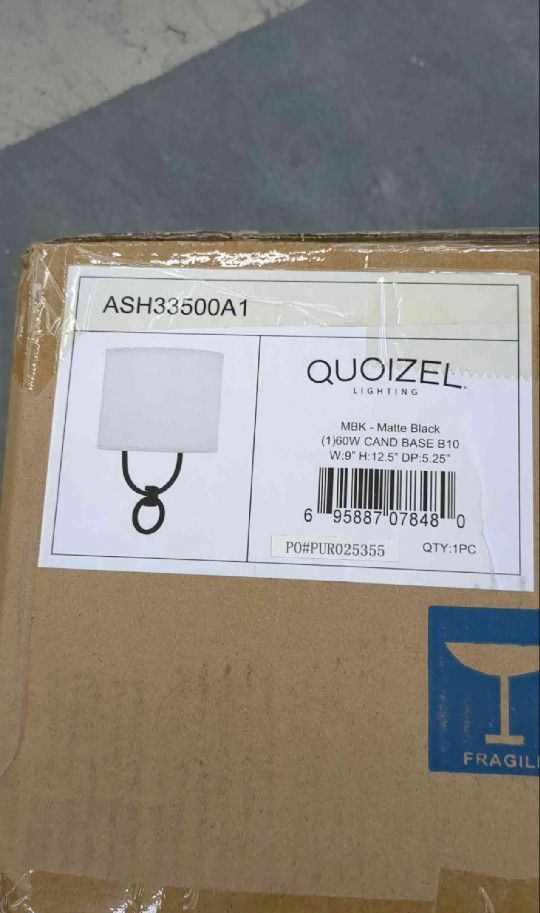 ASH33500A1
QUOIZEL
LIGHTING
MBK - Matte Black
(1)60W CAND BASE B10
W:9" H:12.5" DP:5.25"
6 95887 07848 0
PO#PUR025355 QTY:1PC
FRAGIL